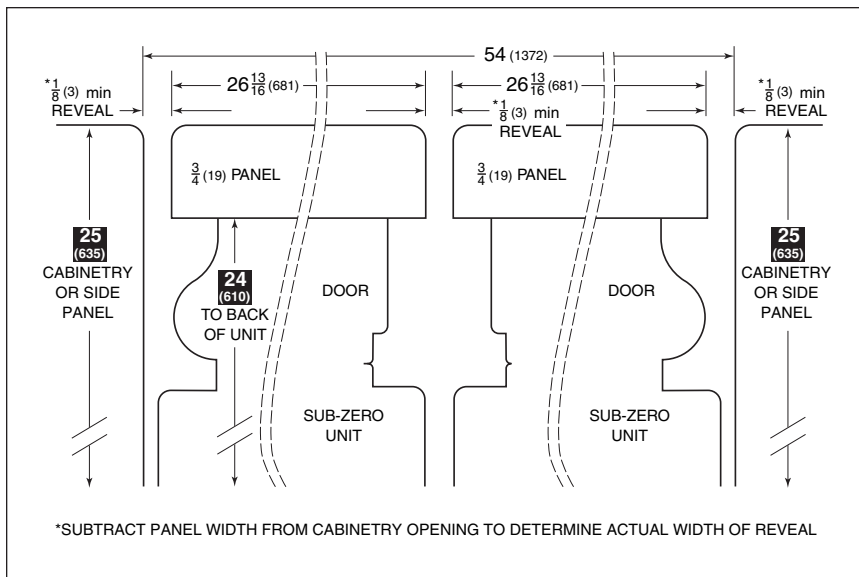 54 (1372)
26 13/16 (681)
26 13/16 (681)
*1/8 (3) min
REVEAL
*1/8 (3) min
REVEAL
*1/8 (3) min
REVEAL
3/4 (19) PANEL
3/4 (19) PANEL
25
(635)
CABINETRY
OR SIDE
PANEL
24
(610)
TO BACK
OF UNIT
DOOR
DOOR
25
(635)
CABINETRY
OR SIDE
PANEL
SUB-ZERO
UNIT
SUB-ZERO
UNIT
*SUBTRACT PANEL WIDTH FROM CABINETRY OPENING TO DETERMINE ACTUAL WIDTH OF REVEAL